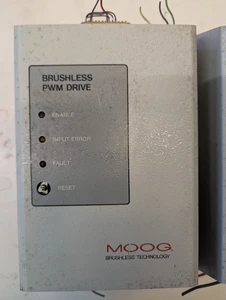 BRUSHLESS
PWM DRIVE
ENABLE
INPUT ERROR
FAULT
RESET
MOOG
BRUSHLESS TECHNOLOGY